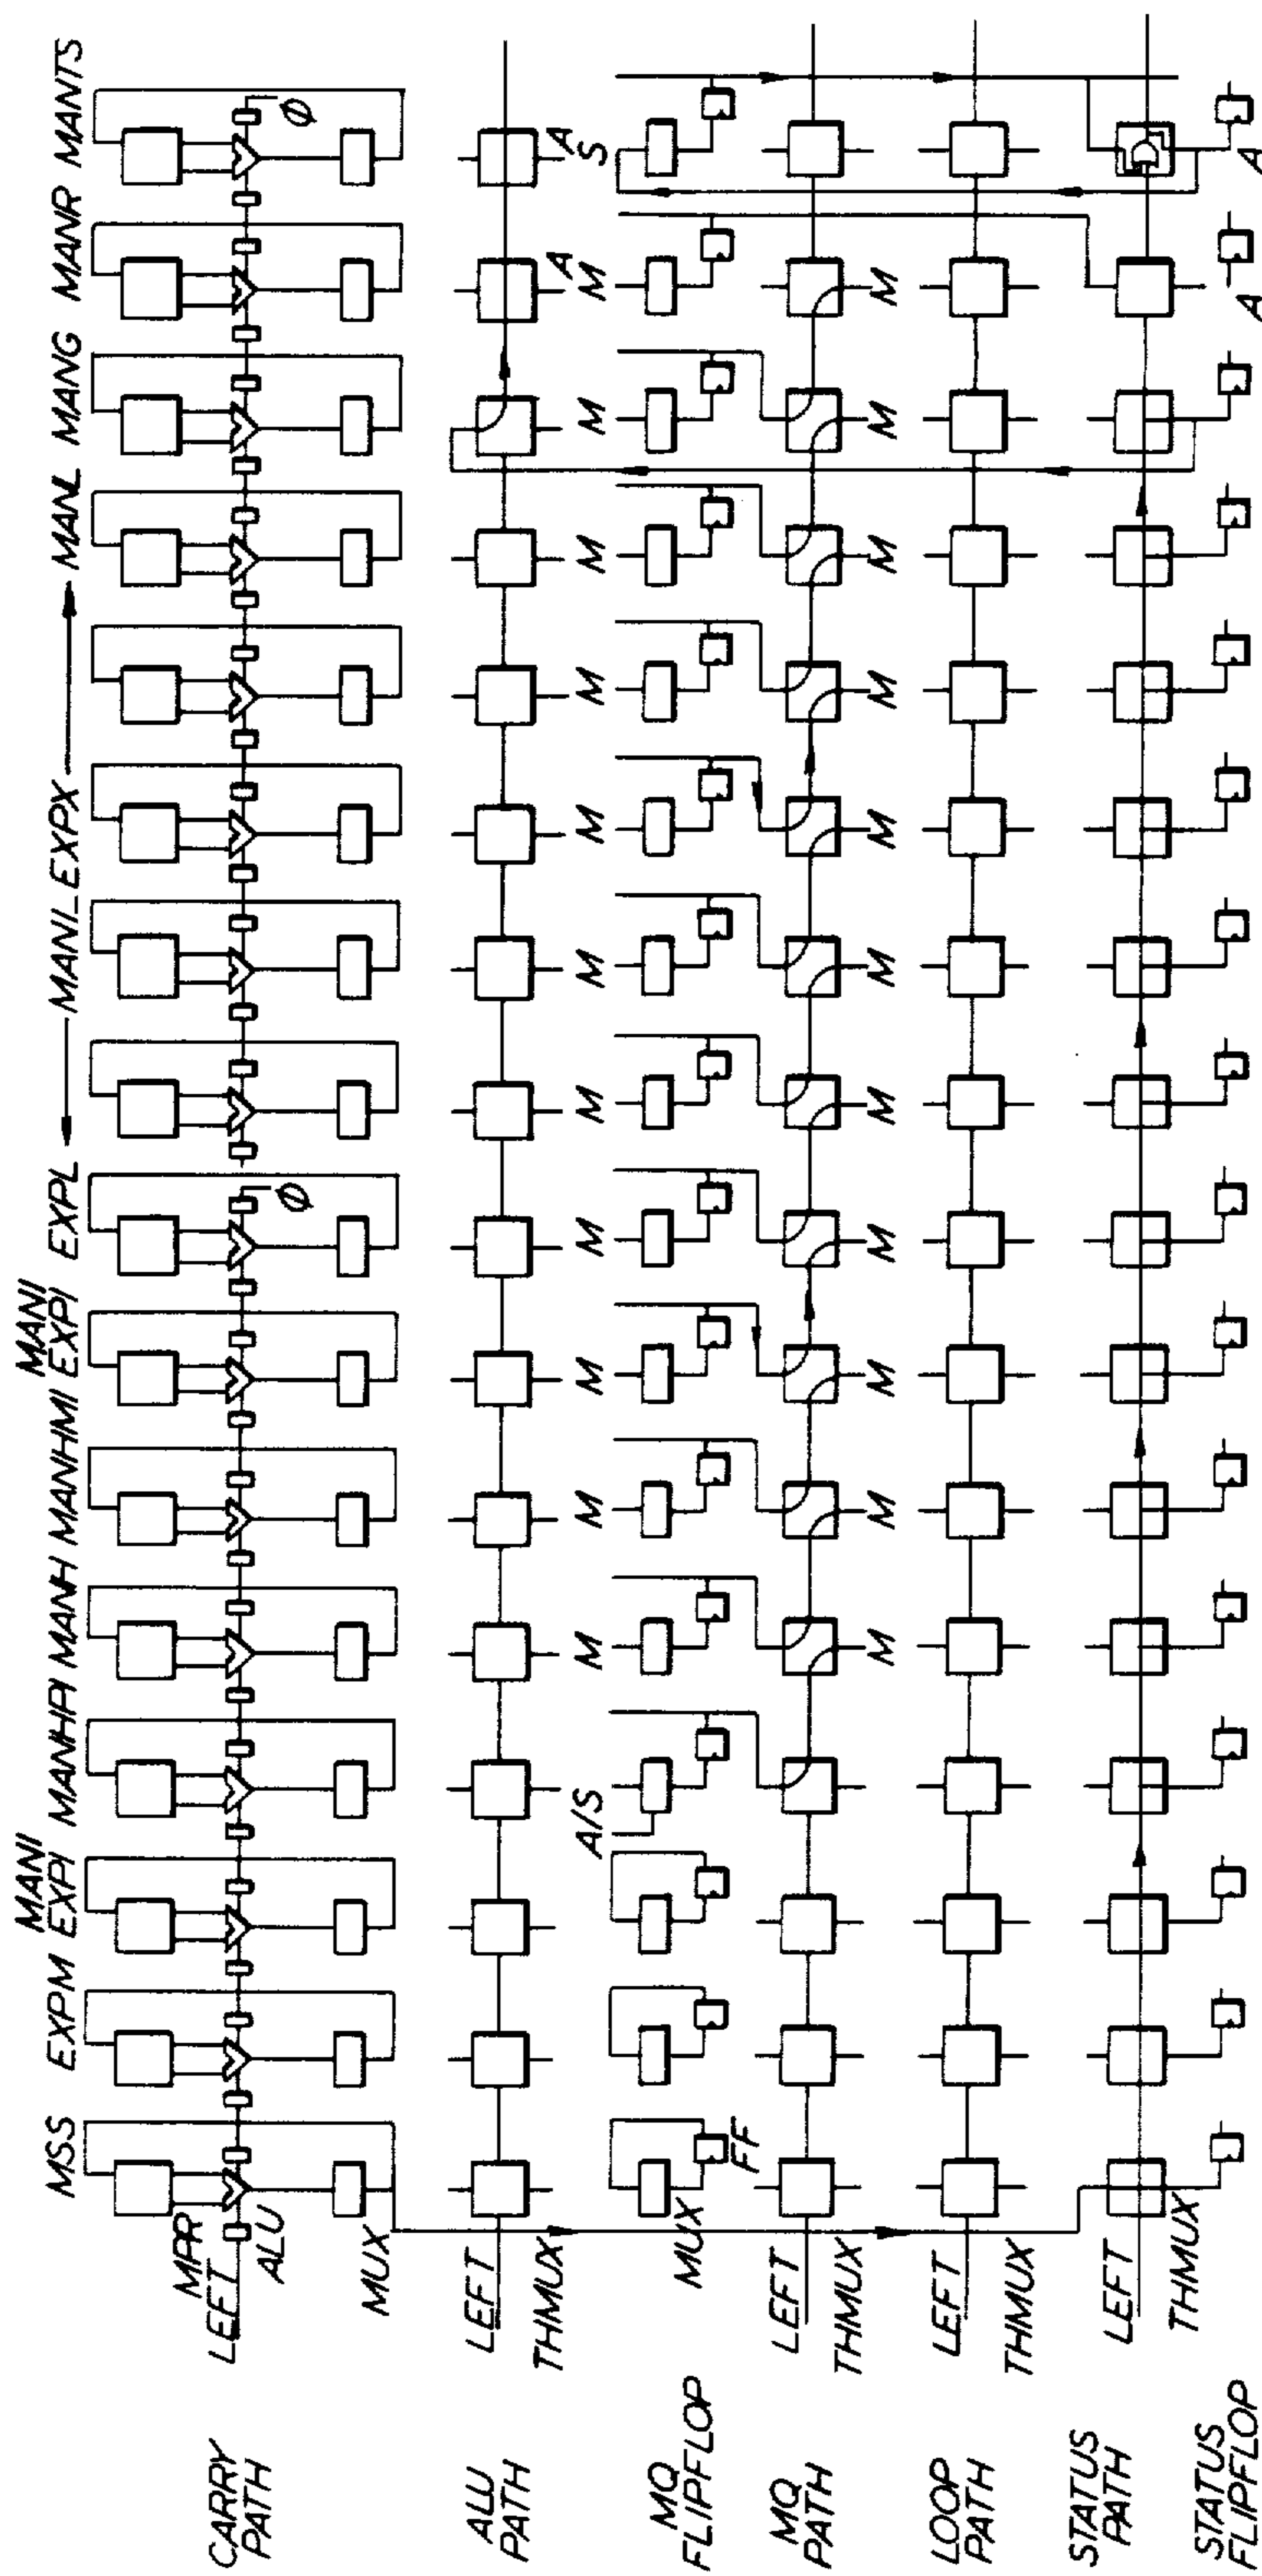 MANI MANI
MSS EXPM EXPI MANHPI MANH MANHMI EXPI EXPL MANI_EXPX MANL MANG MANR MANTS
MPR
LEFT
ALU
CARRY PATH
Ø Ø
MUX
LEFT
ALU PATH
THMUX
A A
A/S M M M M M M M M M M M S
MQ FLIPFLOP
MUX
FF
LEFT
MQ PATH
THMUX
M M M M M M M M M M M
LEFT
LOOP PATH
THMUX
LEFT
STATUS PATH
THMUX
STATUS FLIPFLOP
A A